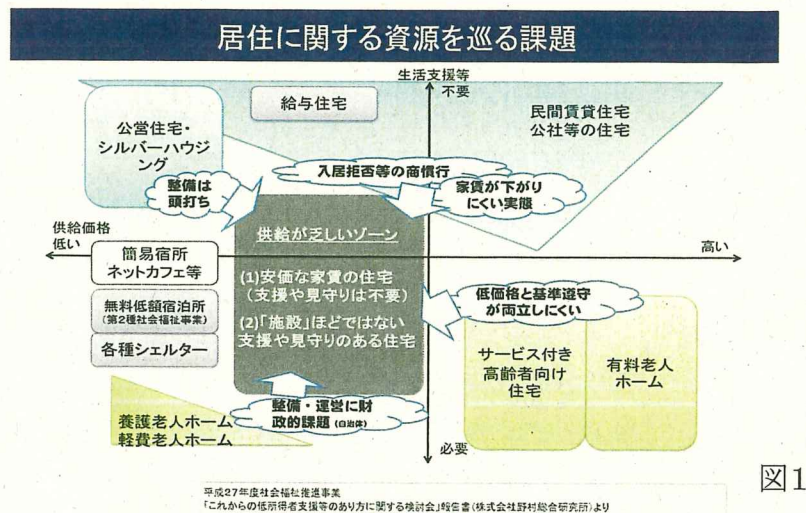 居住に関する資源を巡る課題
生活支援等
不要
給与住宅
民間賃貸住宅
公社等の住宅
公営住宅・
シルバーハウジ
ング
入居拒否等の商慣行
整備は
頭打ち
家賃が下がり
にくい実態
供給価格
低い
高い
供給が乏しいゾーン
簡易宿所
ネットカフェ等
(1)安価な家賃の住宅
（支援や見守りは不要）
(2)「施設」ほどではない
支援や見守りのある住宅
無料低額宿泊所
(第2種社会福祉事業)
各種シェルター
低価格と基準遵守
が両立しにくい
サービス付き
高齢者向け
住宅
有料老人
ホーム
養護老人ホーム
軽費老人ホーム
整備・運営に財
政的課題 (自治体)
必要
図1
平成27年度社会福祉推進事業
「これからの低所得者支援等のあり方に関する検討会」報告書(株式会社野村総合研究所)より